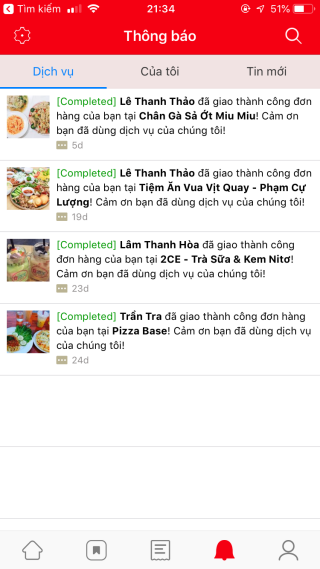 Tìm kiếm 21:34 51%
Thông báo
Dịch vụ Của tôi Tin mới
[Completed] Lê Thanh Thảo đã giao thành công đơn
hàng của bạn tại Chân Gà Sả Ớt Miu Miu! Cảm ơn
bạn đã dùng dịch vụ của chúng tôi!
5d
[Completed] Lê Thanh Thảo đã giao thành công đơn
hàng của bạn tại Tiệm Ăn Vua Vịt Quay - Phạm Cự
Lượng! Cảm ơn bạn đã dùng dịch vụ của chúng tôi!
19d
[Completed] Lâm Thanh Hòa đã giao thành công
đơn hàng của bạn tại 2CE - Trà Sữa & Kem Nitơ!
Cảm ơn bạn đã dùng dịch vụ của chúng tôi!
23d
[Completed] Trấn Tra đã giao thành công đơn hàng
của bạn tại Pizza Base! Cảm ơn bạn đã dùng dịch vụ
của chúng tôi!
24d